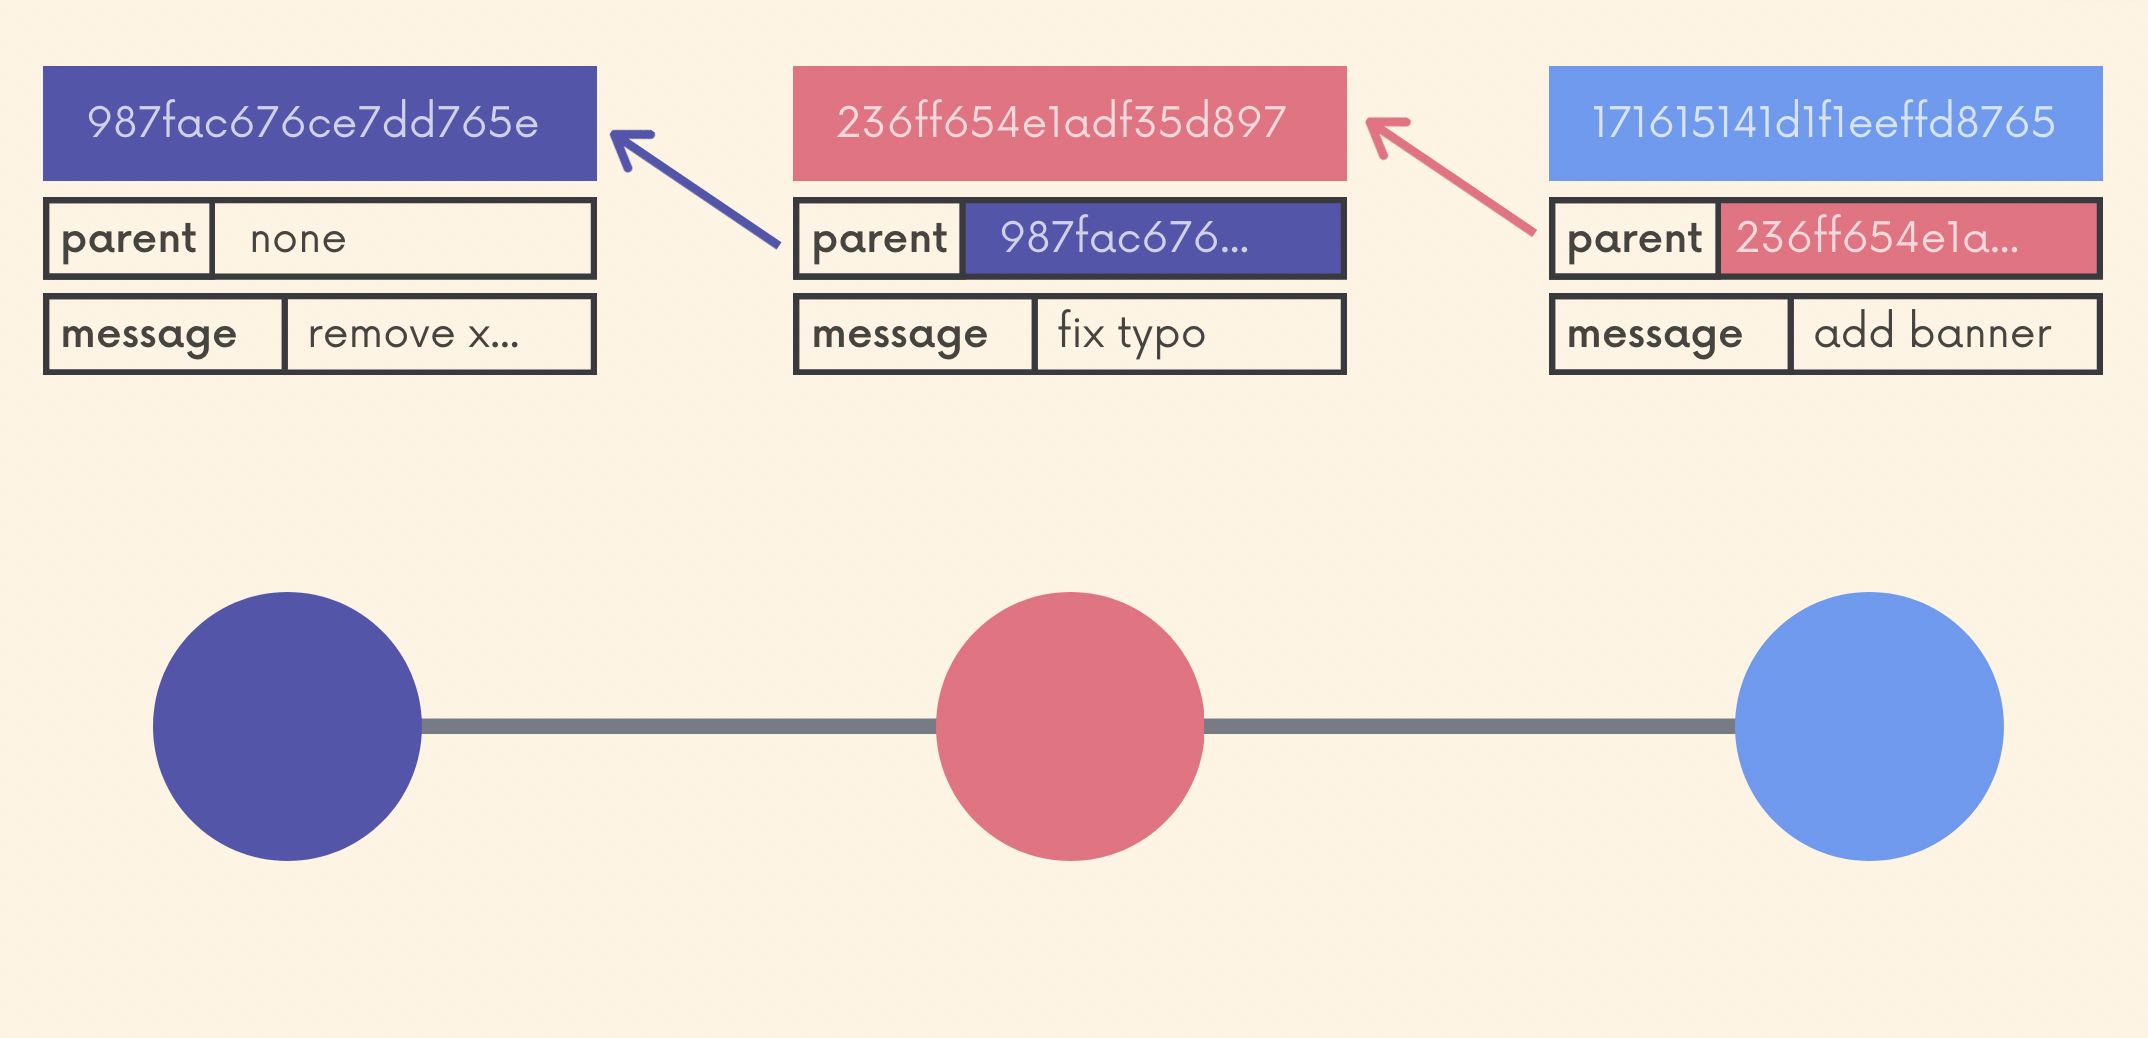 987fac676ce7dd765e
parent none
message remove x...
236ff654e1adf35d897
parent 987fac676...
message fix typo
171615141d1f1eeffd8765
parent 236ff654e1a...
message add banner